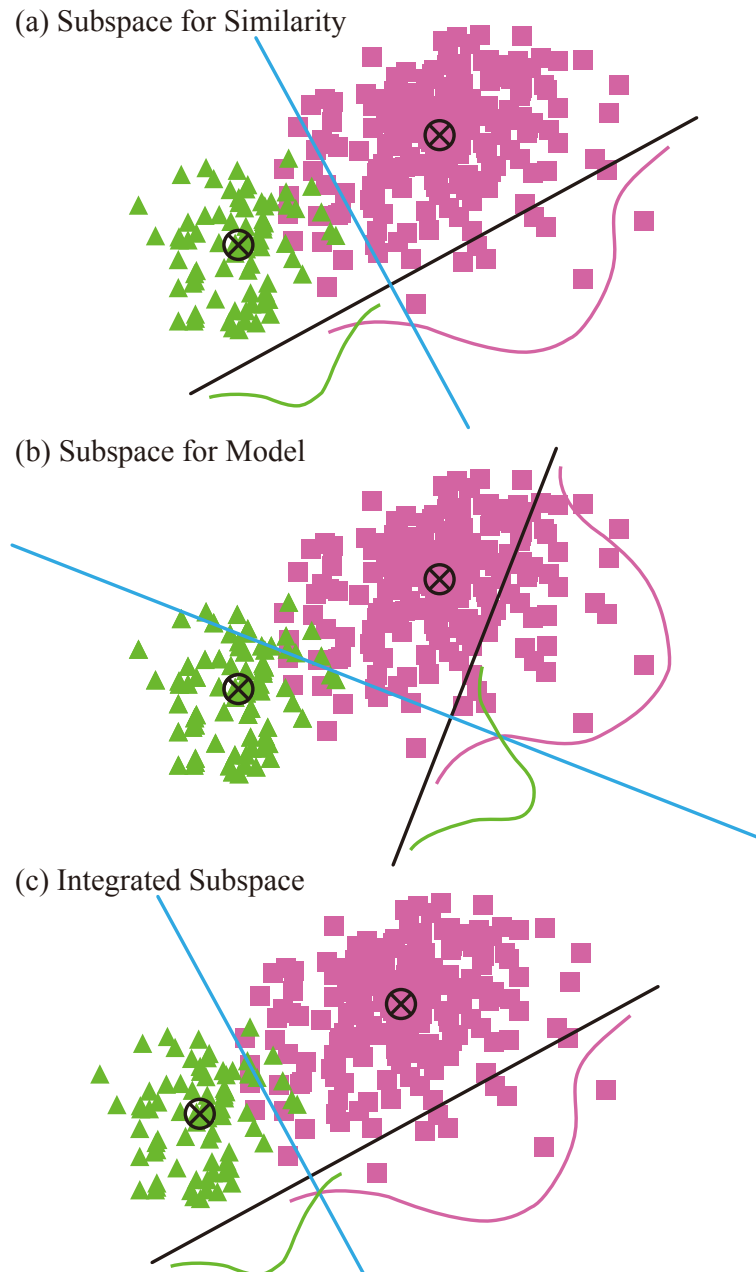 (a) Subspace for Similarity
(b) Subspace for Model
(c) Integrated Subspace